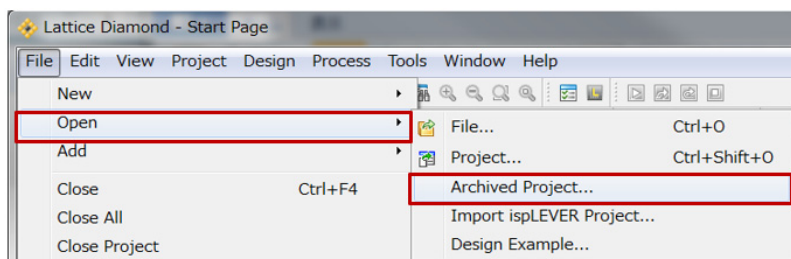 Lattice Diamond - Start Page
File Edit View Project Design Process Tools Window Help
New
Open
Add
Close Ctrl+F4
Close All
Close Project
File... Ctrl+O
Project... Ctrl+Shift+O
Archived Project...
Import ispLEVER Project...
Design Example...